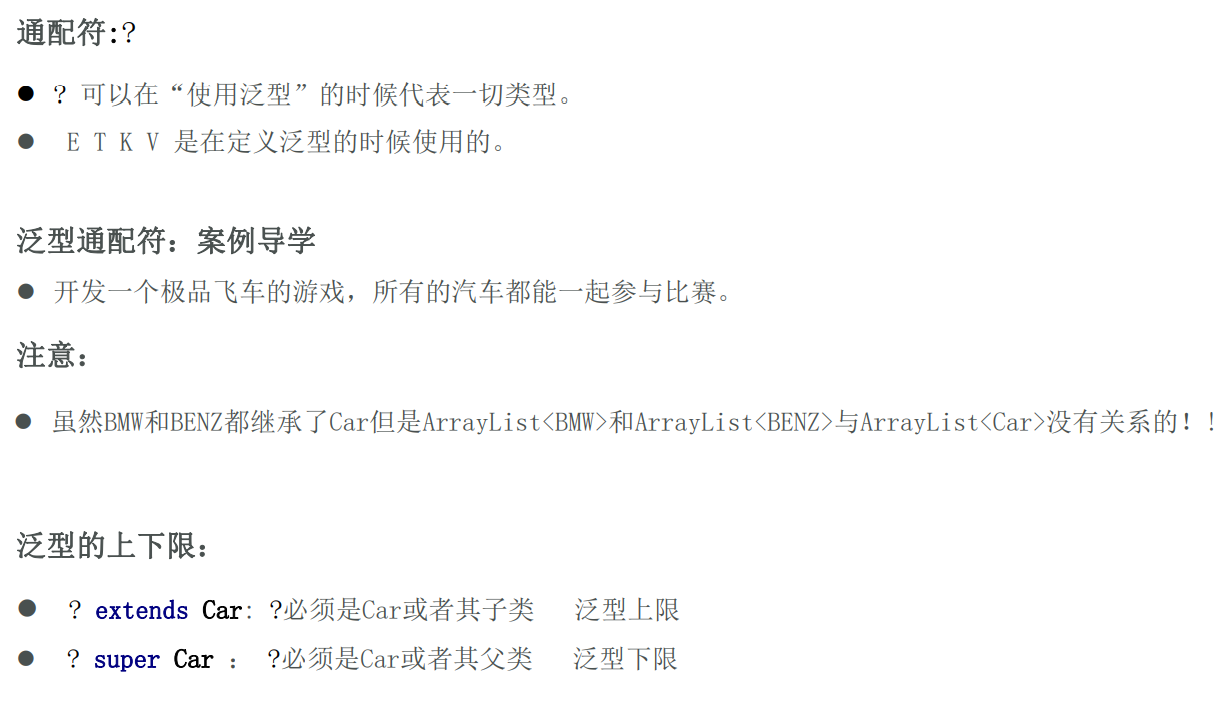 通配符:?
● ? 可以在“使用泛型”的时候代表一切类型。
● E T K V 是在定义泛型的时候使用的。
泛型通配符：案例导学
● 开发一个极品飞车的游戏，所有的汽车都能一起参与比赛。
注意：
● 虽然BMW和BENZ都继承了Car但是ArrayList<BMW>和ArrayList<BENZ>与ArrayList<Car>没有关系的！!
泛型的上下限：
● ? extends Car: ?必须是Car或者其子类 泛型上限
● ? super Car ： ?必须是Car或者其父类 泛型下限